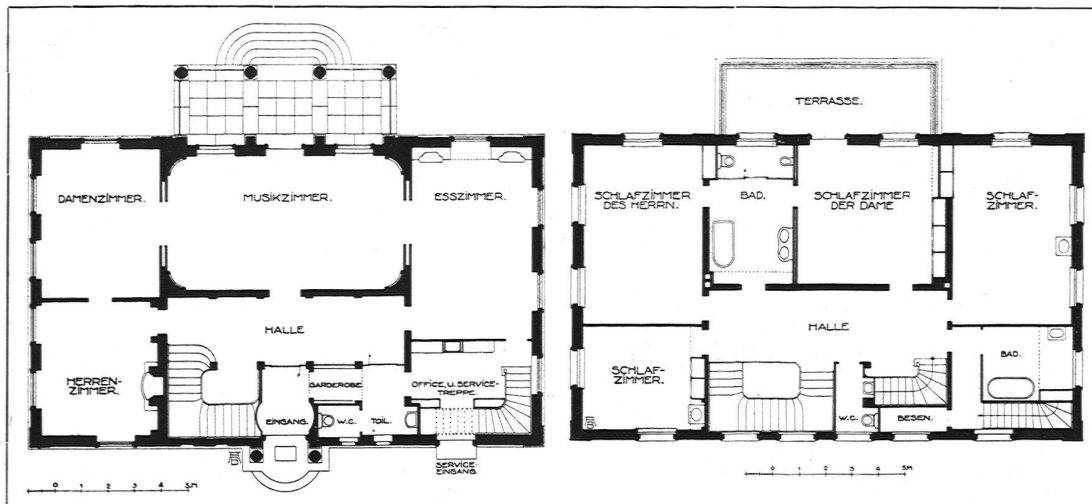 DAMENZIMMER.
MUSIKZIMMER.
ESSZIMMER.
HALLE
HERREN-
ZIMMER.
GARDEROBE
OFFICE, U. SERVICE-
TREPPE.
EINGANG.
W.C.
TOIL.
SERVICE-
EINGANG
0 1 2 3 4 5 M.
TERRASSE.
SCHLAFZIMMER
DES HERRN.
BAD.
SCHLAFZIMMER
DER DAME
SCHLAF-
ZIMMER.
HALLE
SCHLAF-
ZIMMER.
BAD.
W.C.
BESEN.
0 1 2 3 4 5 M.